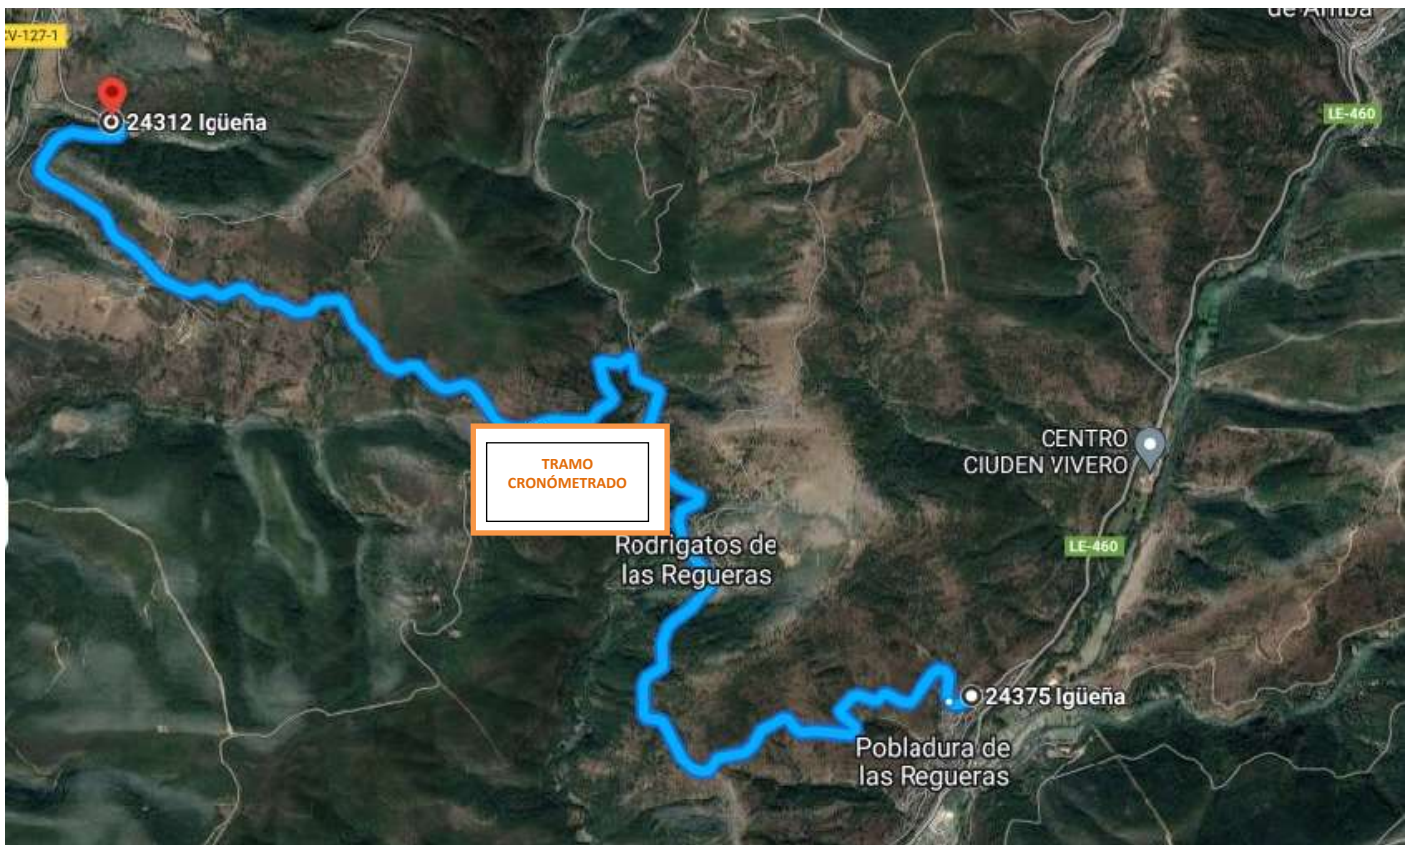 de Arriba
CV-127-1
24312 Igüeña
LE-460
CENTRO
CIUDEN VIVERO
TRAMO
CRONÓMETRADO
LE-460
Rodrigatos de
las Regueras
24375 Igüeña
Pobladura de
las Regueras